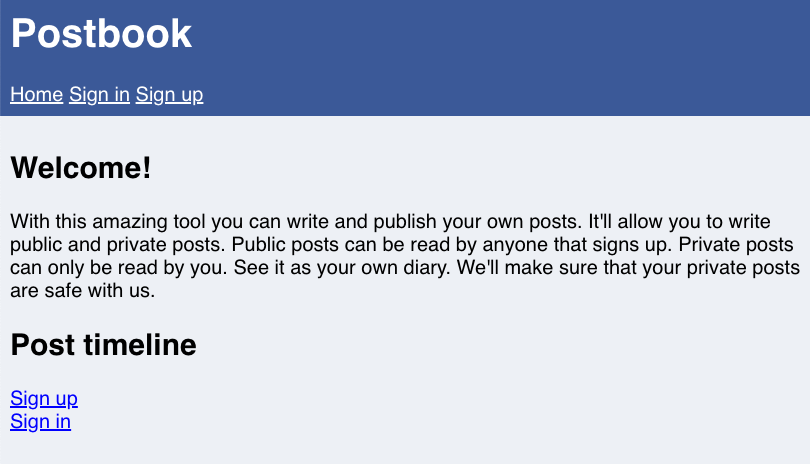 Postbook
Home Sign in Sign up
Welcome!
With this amazing tool you can write and publish your own posts. It'll allow you to write
public and private posts. Public posts can be read by anyone that signs up. Private posts
can only be read by you. See it as your own diary. We'll make sure that your private posts
are safe with us.
Post timeline
Sign up
Sign in